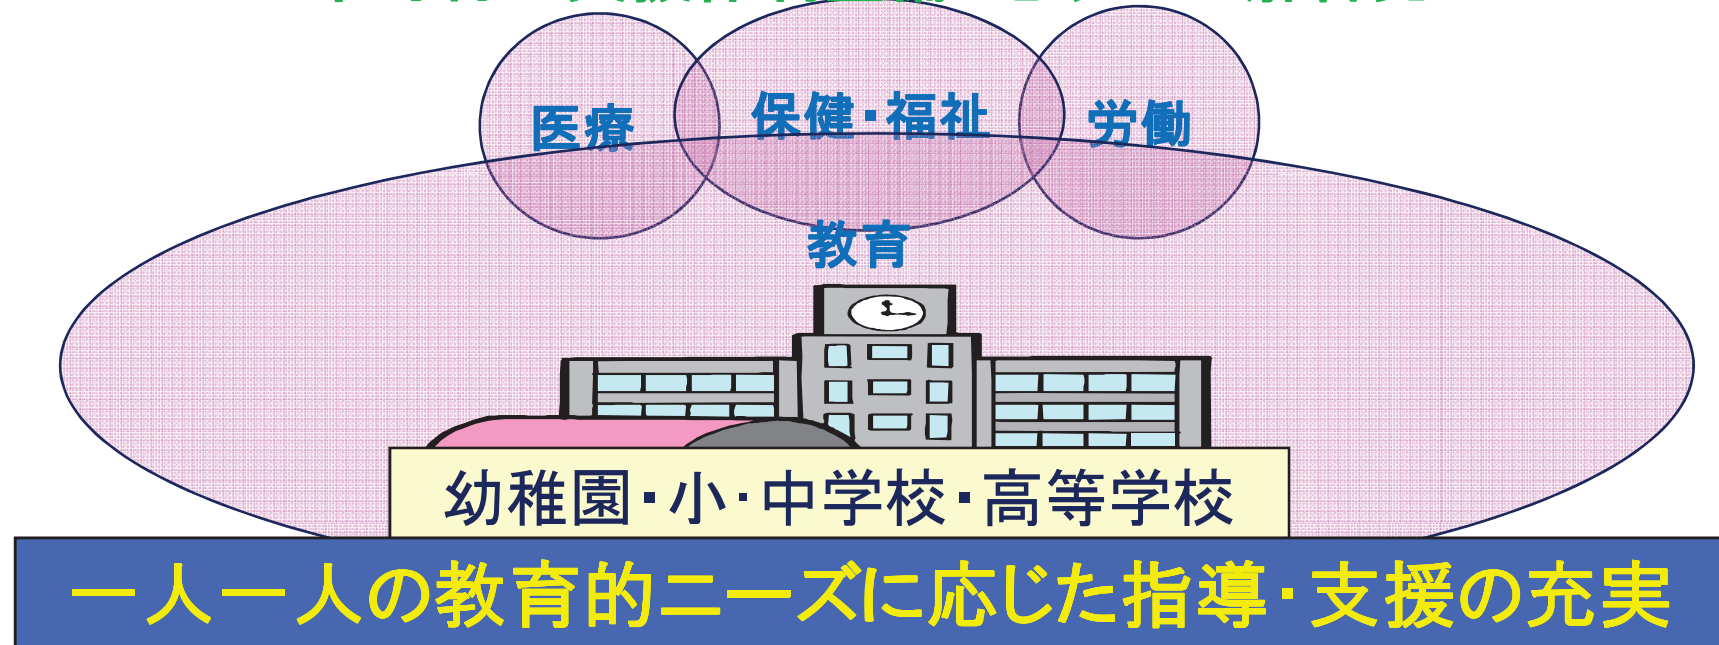 医療
保健・福祉
労働
教育
幼稚園・小・中学校・高等学校
一人一人の教育的ニーズに応じた指導・支援の充実